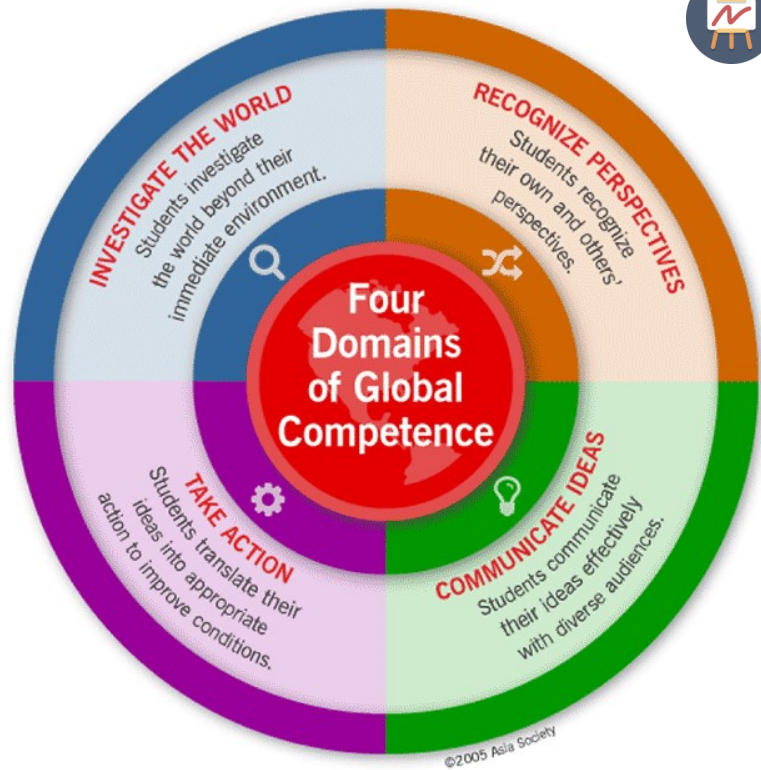 Four
Domains
of Global
Competence
INVESTIGATE THE WORLD
Students investigate
the world beyond their
immediate environment.
RECOGNIZE PERSPECTIVES
Students recognize
their own and others'
perspectives.
COMMUNICATE IDEAS
Students communicate
their ideas effectively
with diverse audiences.
TAKE ACTION
Students translate their
ideas into appropriate
action to improve conditions.
©2005 Asia Society